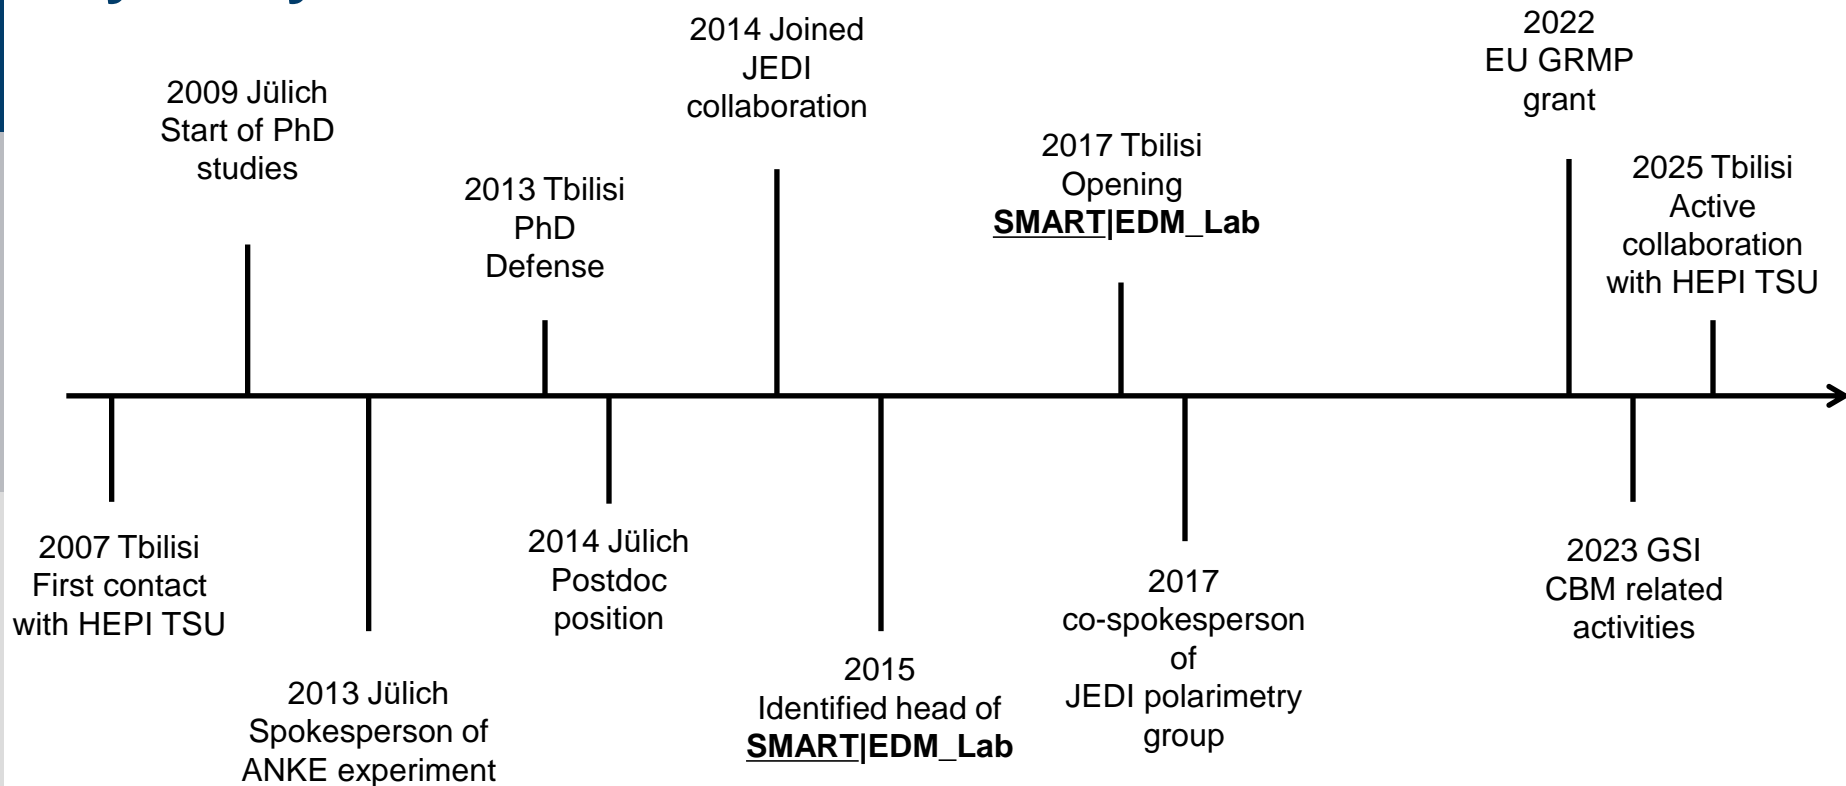 2007 Tbilisi
First contact
with HEPI TSU
2009 Jülich
Start of PhD
studies
2013 Jülich
Spokesperson of
ANKE experiment
2013 Tbilisi
PhD
Defense
2014 Jülich
Postdoc
position
2014 Joined
JEDI
collaboration
2015
Identified head of
SMART|EDM_Lab
2017 Tbilisi
Opening
SMART|EDM_Lab
2017
co-spokesperson
of
JEDI polarimetry
group
2022
EU GRMP
grant
2023 GSI
CBM related
activities
2025 Tbilisi
Active
collaboration
with HEPI TSU